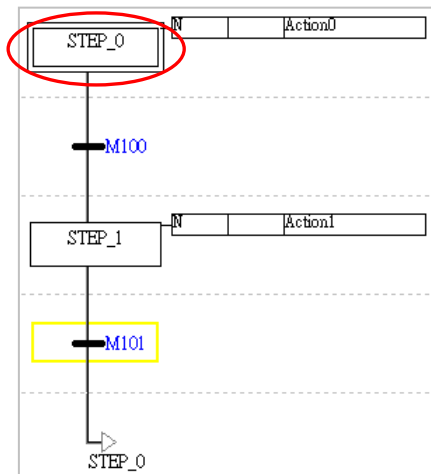 STEP_0
N Action0
M100
STEP_1
N Action1
M101
STEP_0